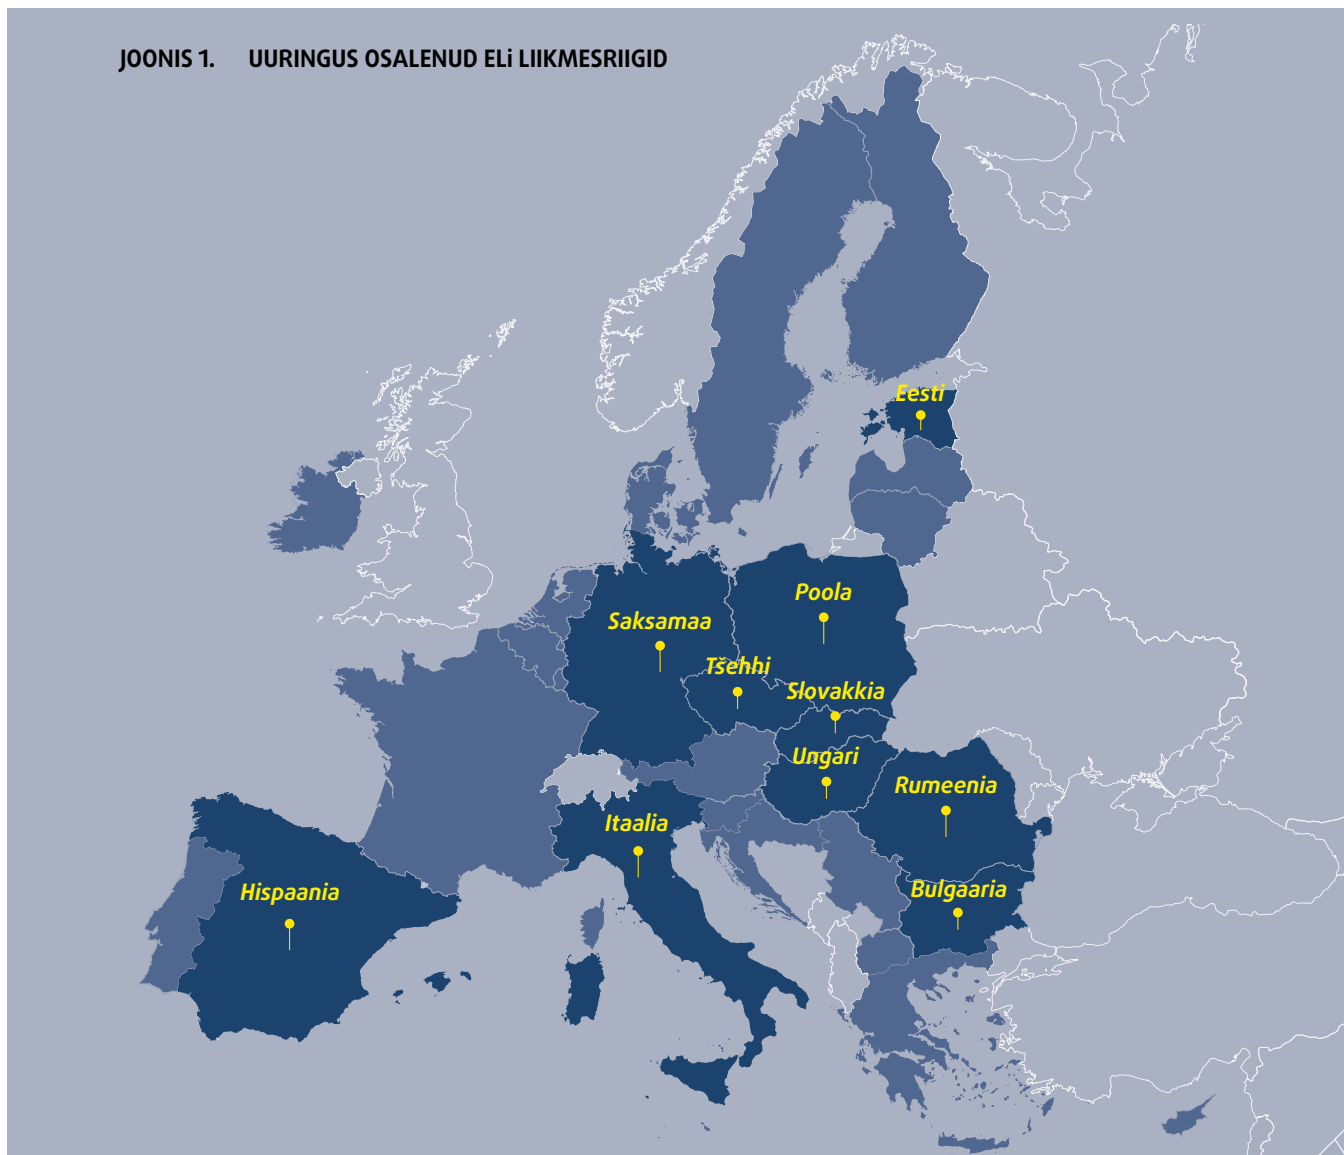 JOONIS 1. UURINGUS OSALENUD ELi LIIKMESRIIGID
Eesti
Poola
Saksamaa
Tšehhi
Slovakkia
Ungari
Rumeenia
Itaalia
Hispaania
Bulgaaria